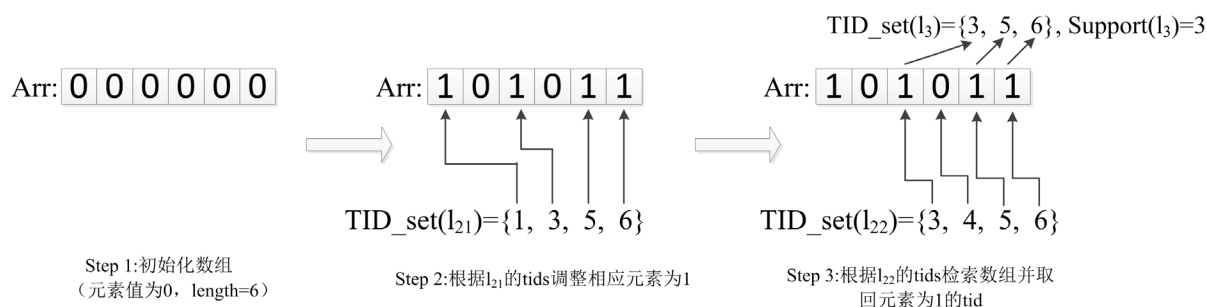 TID_set(l₃)={3, 5, 6}, Support(l₃)=3
Arr: 0 0 0 0 0 0
Arr: 1 0 1 0 1 1
Arr: 1 0 1 0 1 1
TID_set(l₂₁)={1, 3, 5, 6}
TID_set(l₂₂)={3, 4, 5, 6}
Step 1:初始化数组
（元素值为0，length=6）
Step 2:根据l₂₁的tids调整相应元素为1
Step 3:根据l₂₂的tids检索数组并取
回元素为1的tid